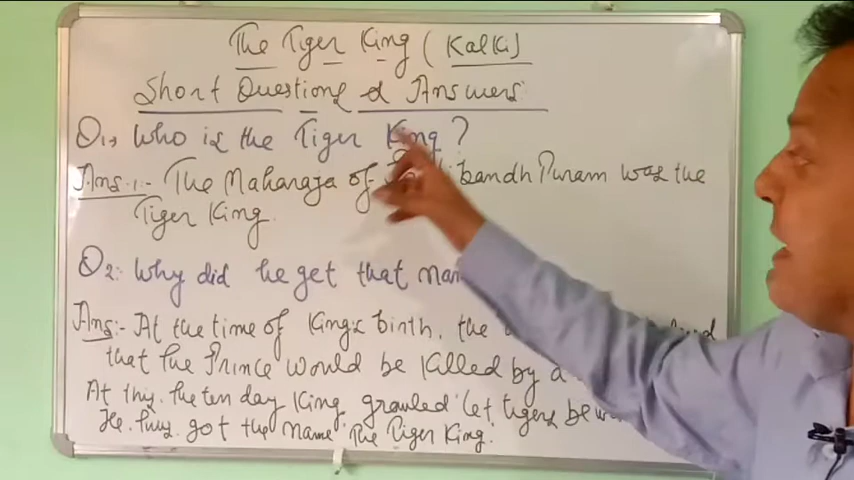 The Tiger King (Kalki)
Short Questions & Answers
Q1→ Who is the Tiger King?
Ans.1:- The Maharaja of bandh Puram was the
Tiger King.
Q2: Why did he get that
Ans:- At the time of King's birth, the
that the Prince would be killed by a
At this, the ten day King growled 'let tigers be
He thus got the name 'The Tiger King.